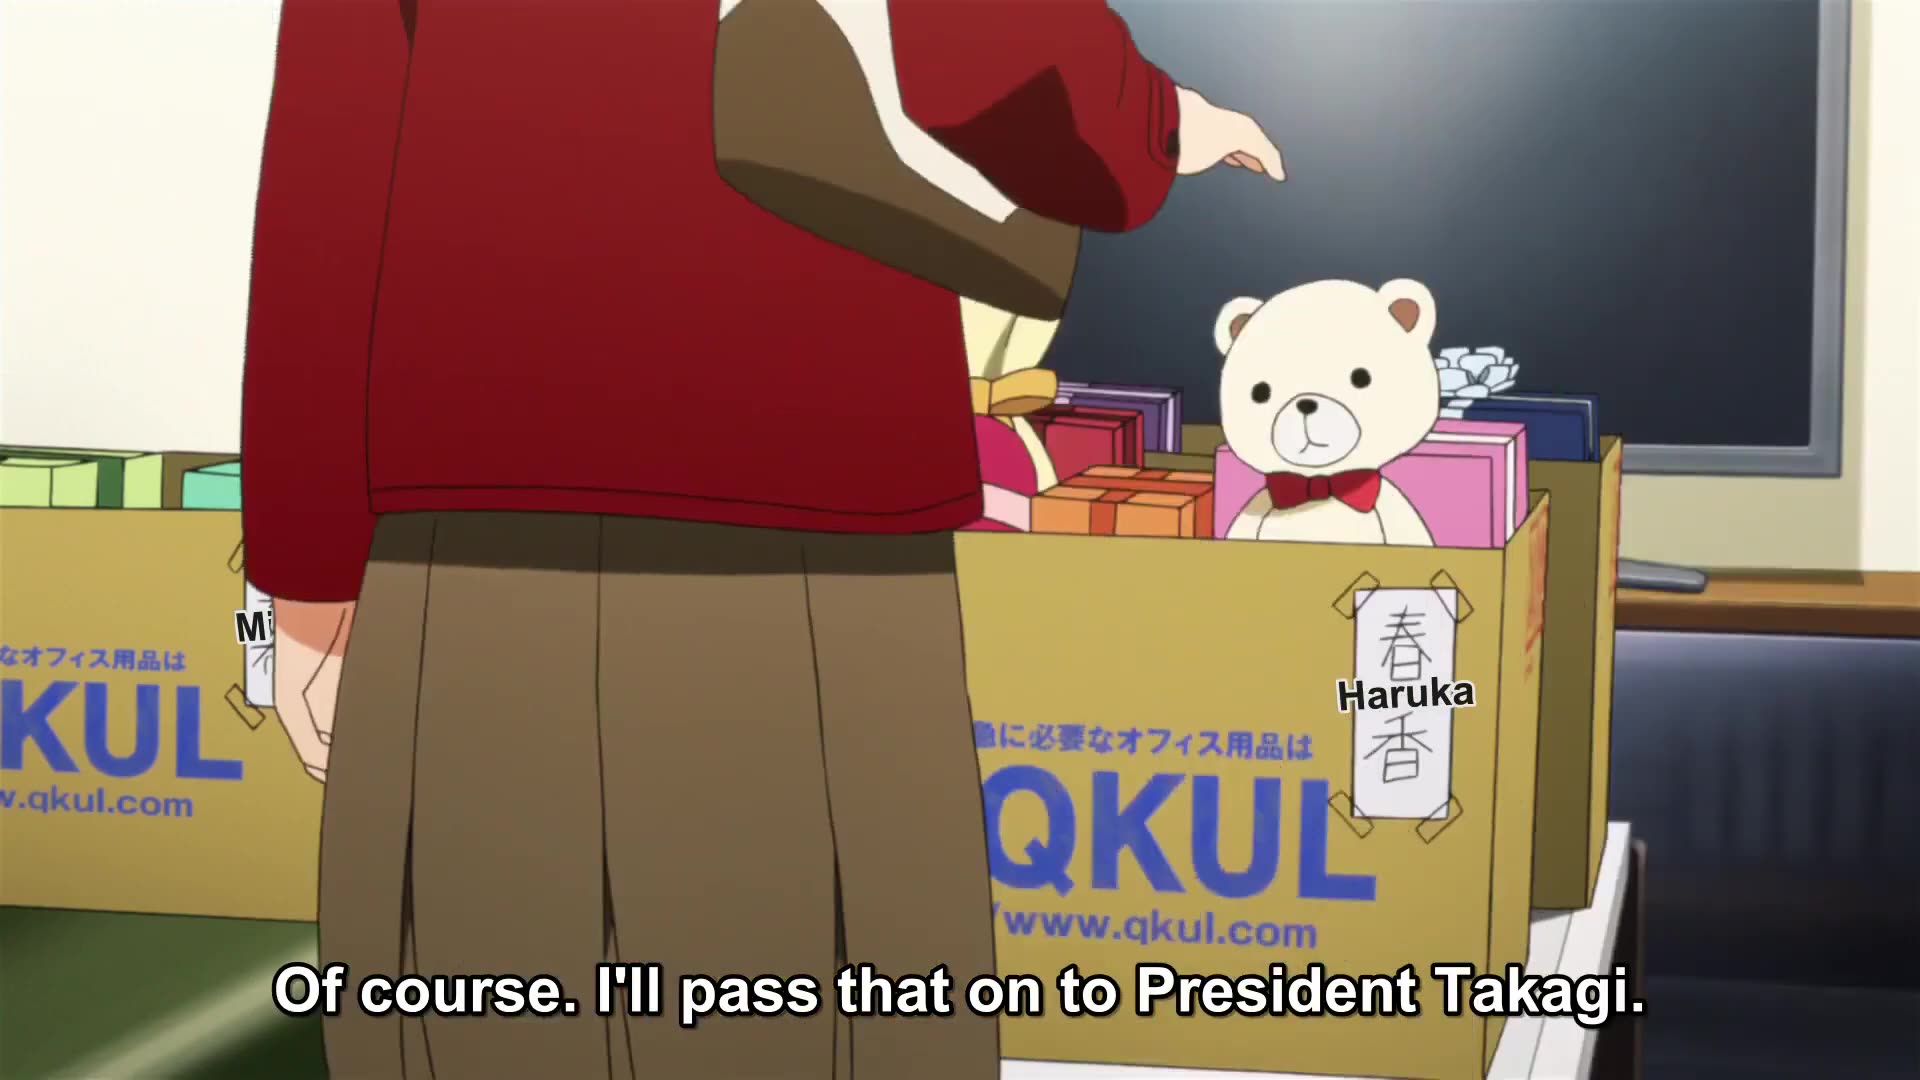 Mi
なオフィス用品は
KUL
w.qkul.com
春
Haruka
香
急に必要なオフィス用品は
QKUL
/www.qkul.com
Of course. I'll pass that on to President Takagi.